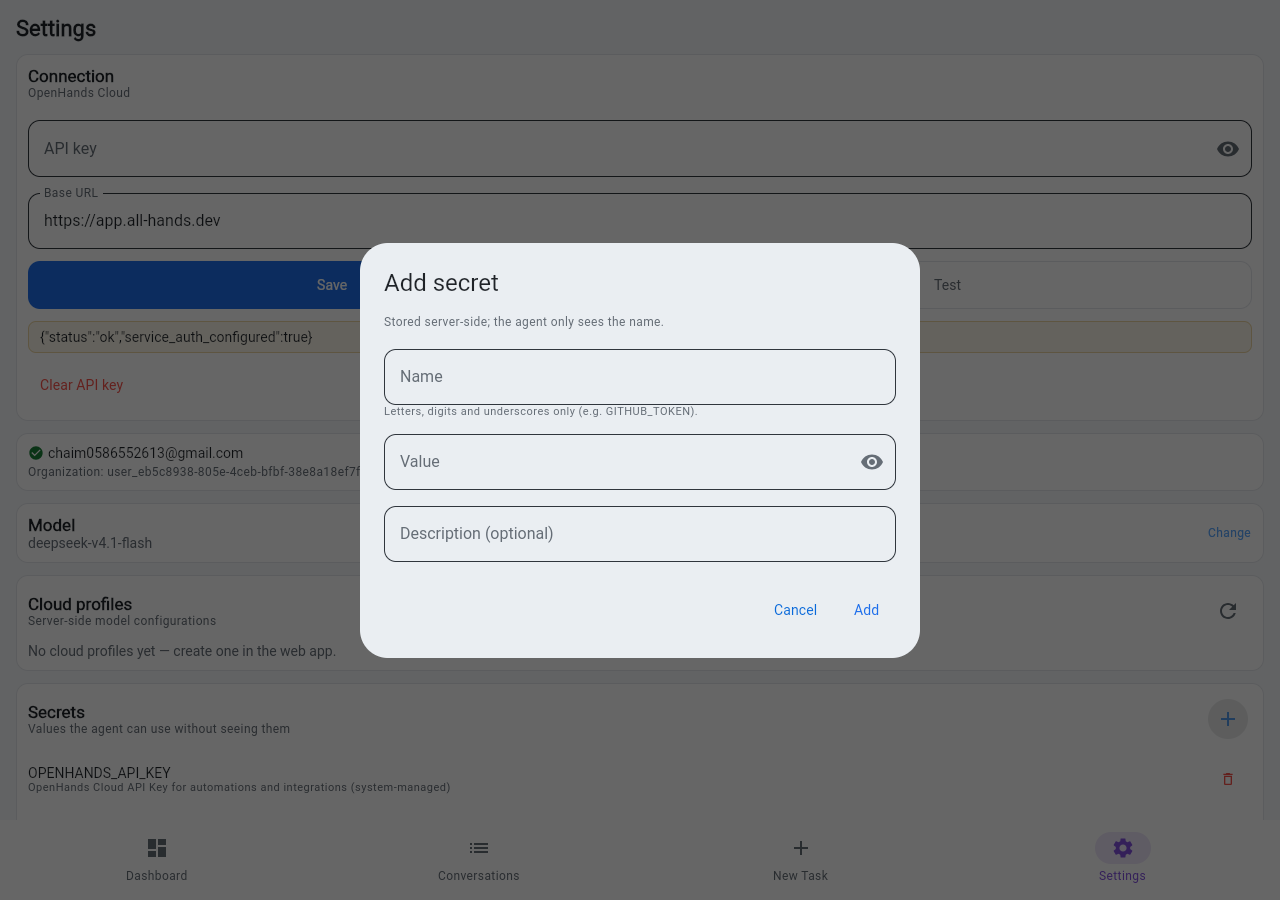 Settings
Connection
OpenHands Cloud
API key
Base URL
https://app.all-hands.dev
Save
Test
{"status":"ok","service_auth_configured":true}
Clear API key
chaim0586552613@gmail.com
Organization: user_eb5c8938-805e-4ceb-bfbf-38e8a18ef7f
Model
deepseek-v4.1-flash
Change
Cloud profiles
Server-side model configurations
No cloud profiles yet — create one in the web app.
Secrets
Values the agent can use without seeing them
OPENHANDS_API_KEY
OpenHands Cloud API Key for automations and integrations (system-managed)
Add secret
Stored server-side; the agent only sees the name.
Name
Letters, digits and underscores only (e.g. GITHUB_TOKEN).
Value
Description (optional)
Cancel
Add
Dashboard
Conversations
New Task
Settings